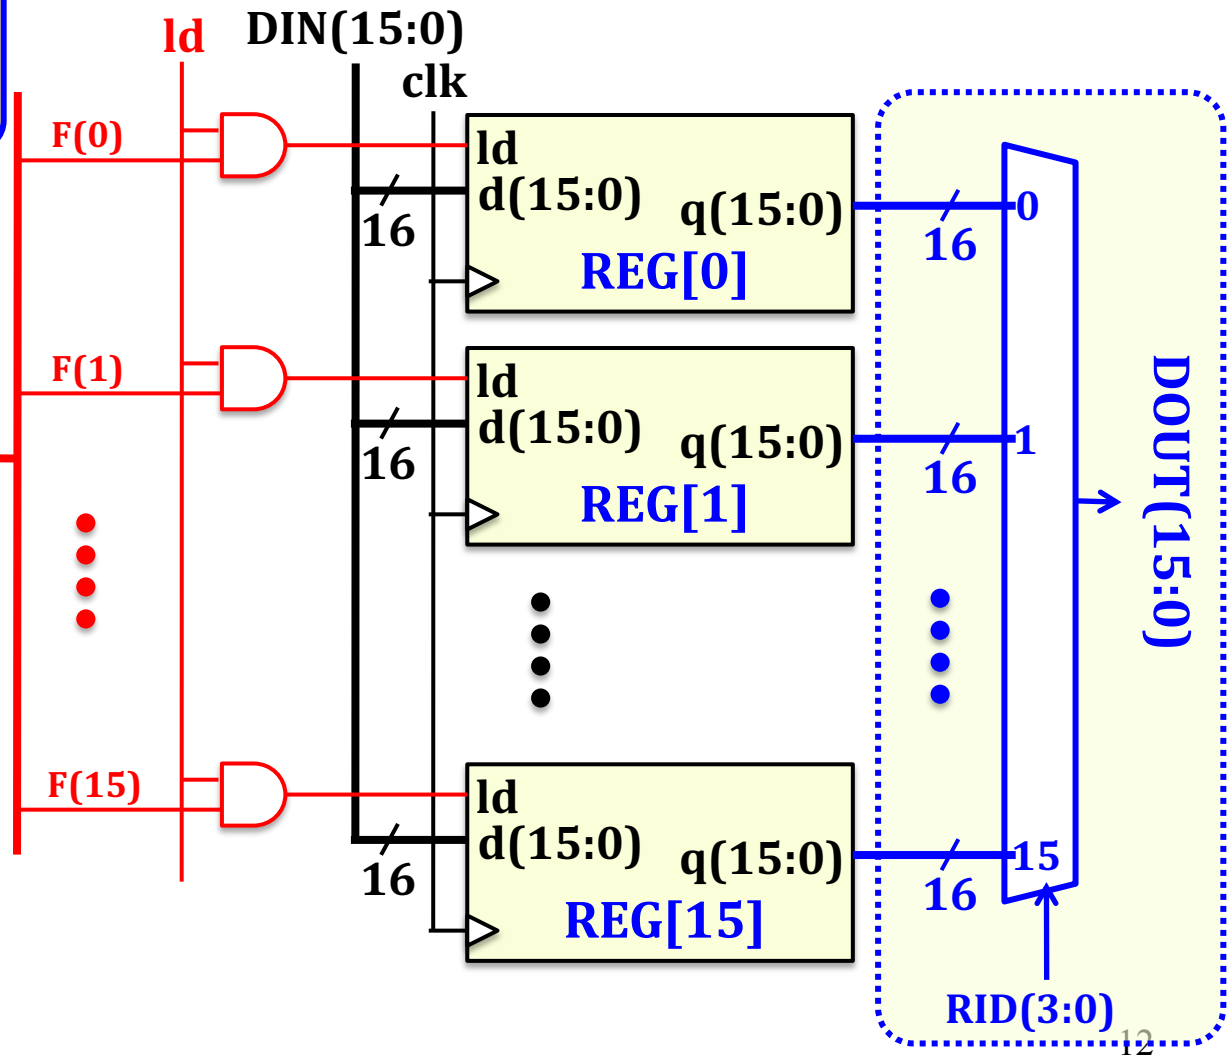 ld
DIN(15:0)
clk
F(0)
ld
d(15:0)
q(15:0)
16
REG[0]
0
16
F(1)
ld
d(15:0)
q(15:0)
16
REG[1]
1
16
DOUT(15:0)
F(15)
ld
d(15:0)
q(15:0)
16
REG[15]
15
16
RID(3:0)
12